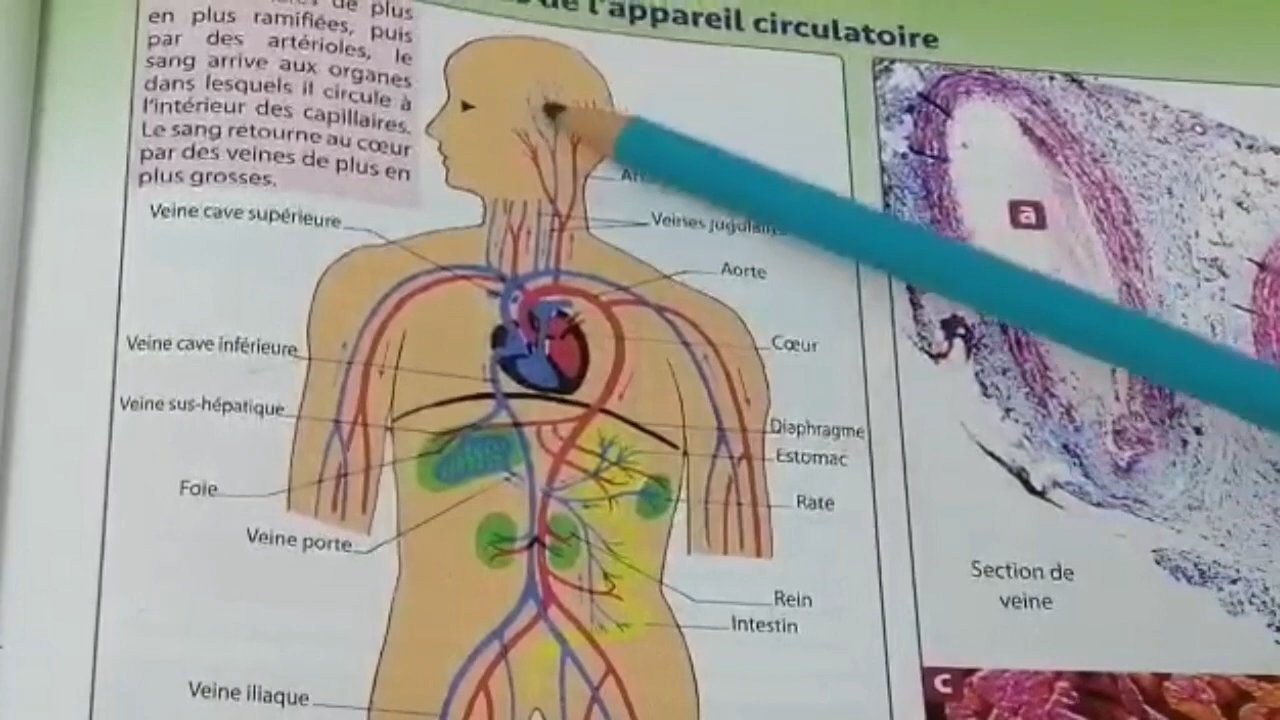 de l'appareil circulatoire
de plus
en plus ramifiées, puis
par des artérioles, le
sang arrive aux organes
dans lesquels il circule à
l'intérieur des capillaires.
Le sang retourne au cœur
par des veines de plus en
plus grosses.
Veine cave supérieure
Veines
Aorte
Veine cave inférieure
Cœur
Veine sus-hépatique
Diaphragme
Estomac
Foie
Rate
Veine porte
Rein
Intestin
Veine iliaque
a
Section de
veine
c